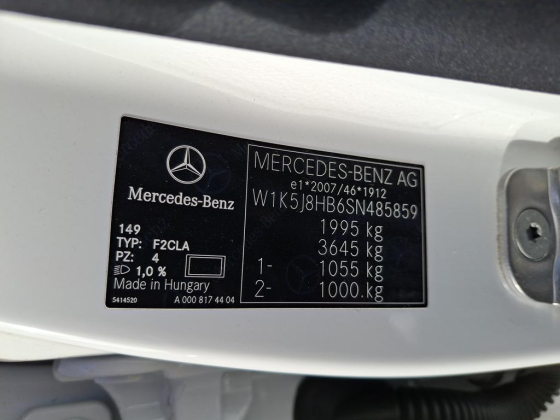 Mercedes-Benz
149
TYP: F2CLA
PZ: 4
1,0 %
Made in Hungary
5414520 A 000 817 44 04
MERCEDES-BENZ AG
e1*2007/46*1912
W1K5J8HB6SN485859
1995 kg
3645 kg
1- 1055 kg
2- 1000.kg